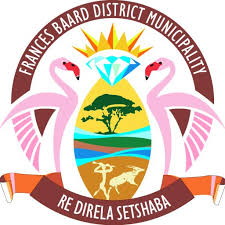 FRANCES BAARD DISTRICT MUNICIPALITY
RE DIRELA SETSHABA